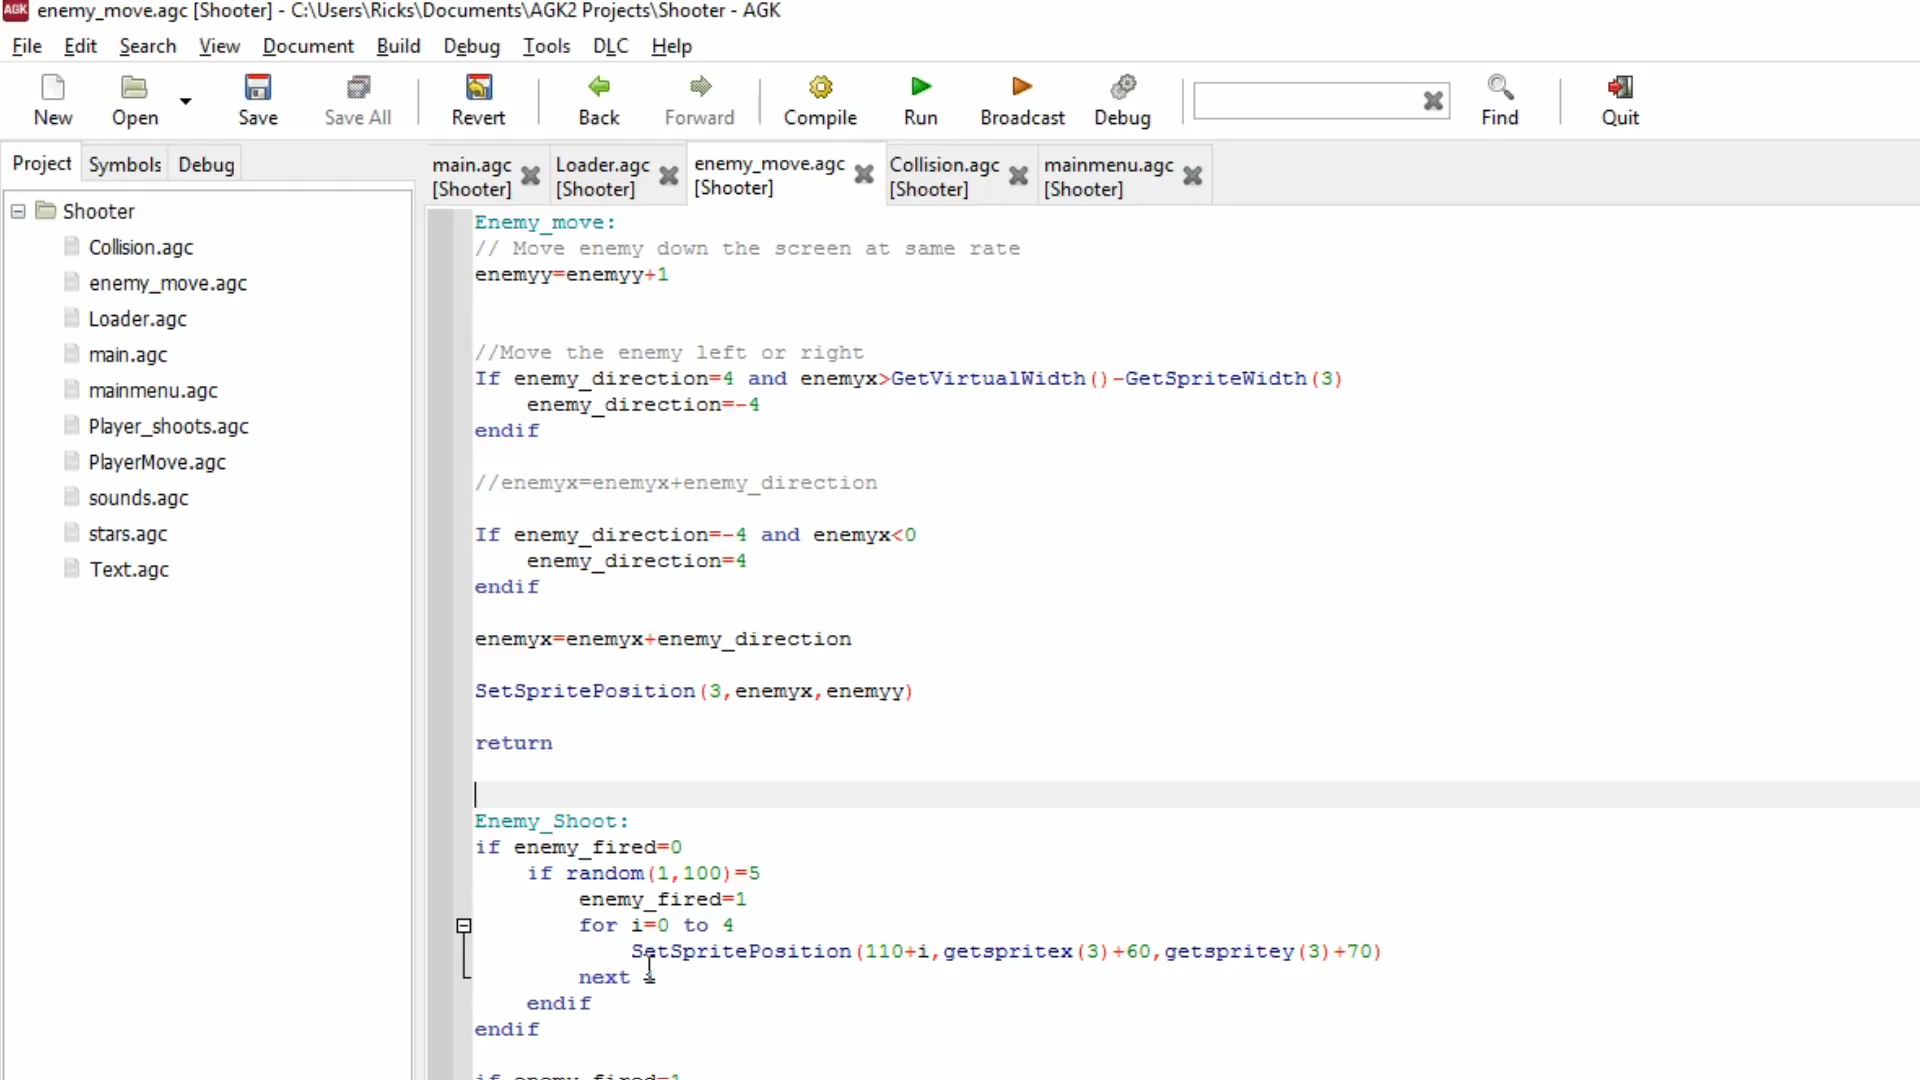 AGK enemy_move.agc [Shooter] - C:\Users\Ricks\Documents\AGK2 Projects\Shooter - AGK
File Edit Search View Document Build Debug Tools DLC Help
New Open Save Save All Revert Back Forward Compile Run Broadcast Debug Find Quit
Project Symbols Debug
main.agc [Shooter]
Loader.agc [Shooter]
enemy_move.agc [Shooter]
Collision.agc [Shooter]
mainmenu.agc [Shooter]
Shooter
Collision.agc
enemy_move.agc
Loader.agc
main.agc
mainmenu.agc
Player_shoots.agc
PlayerMove.agc
sounds.agc
stars.agc
Text.agc
Enemy_move:
// Move enemy down the screen at same rate
enemyy=enemyy+1
//Move the enemy left or right
If enemy_direction=4 and enemyx>GetVirtualWidth()-GetSpriteWidth(3)
enemy_direction=-4
endif
//enemyx=enemyx+enemy_direction
If enemy_direction=-4 and enemyx<0
enemy_direction=4
endif
enemyx=enemyx+enemy_direction
SetSpritePosition(3,enemyx,enemyy)
return
Enemy_Shoot:
if enemy_fired=0
if random(1,100)=5
enemy_fired=1
for i=0 to 4
SetSpritePosition(110+i,getspritex(3)+60,getspritey(3)+70)
next i
endif
endif
if enemy_fired=1